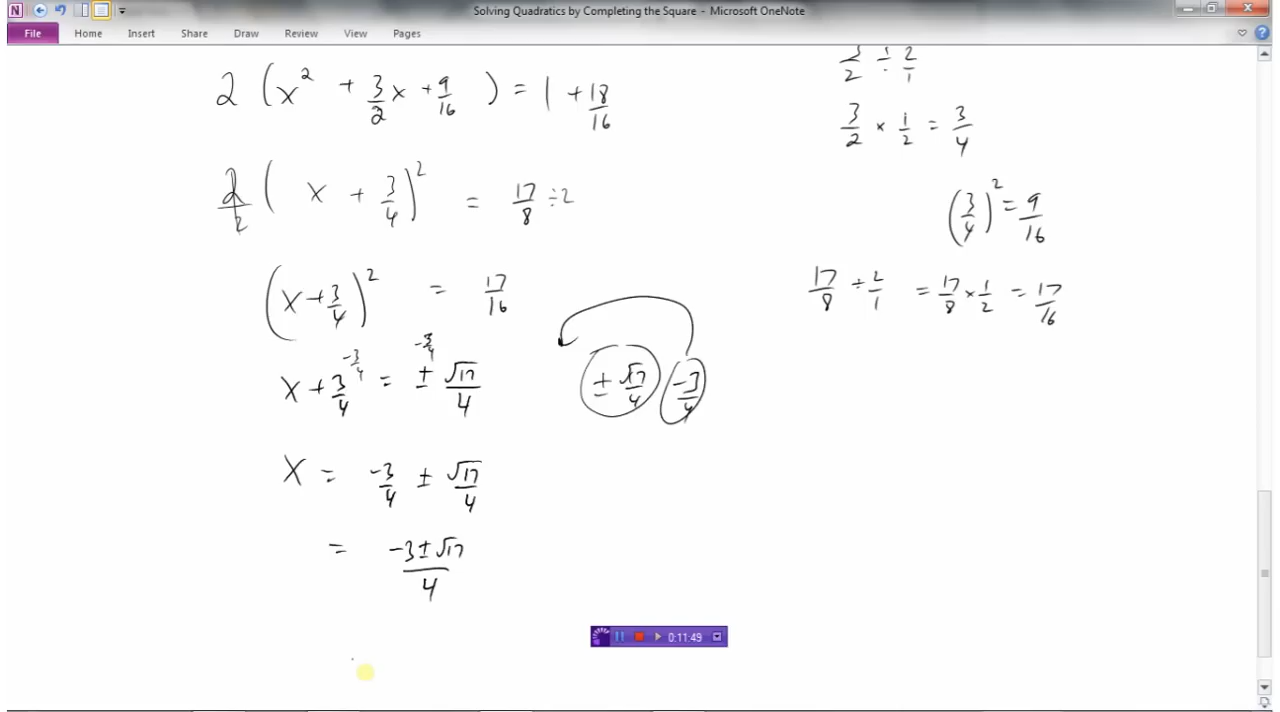 Solving Quadratics by Completing the Square - Microsoft OneNote
File Home Insert Share Draw Review View Pages
2 (x² + 3/2 x + 9/16 ) = 1 + 18/16
2/2 ( x + 3/4 )² = 17/8 ÷ 2
(x + 3/4)² = 17/16
x + 3/4 -3/4 = -3/4 ± √17/4
± √17/4 -3/4
x = -3/4 ± √17/4
= (-3 ± √17)/4
3/2 ÷ 2/1
3/2 × 1/2 = 3/4
(3/4)² = 9/16
17/8 ÷ 2/1 = 17/8 × 1/2 = 17/16
0:11:49